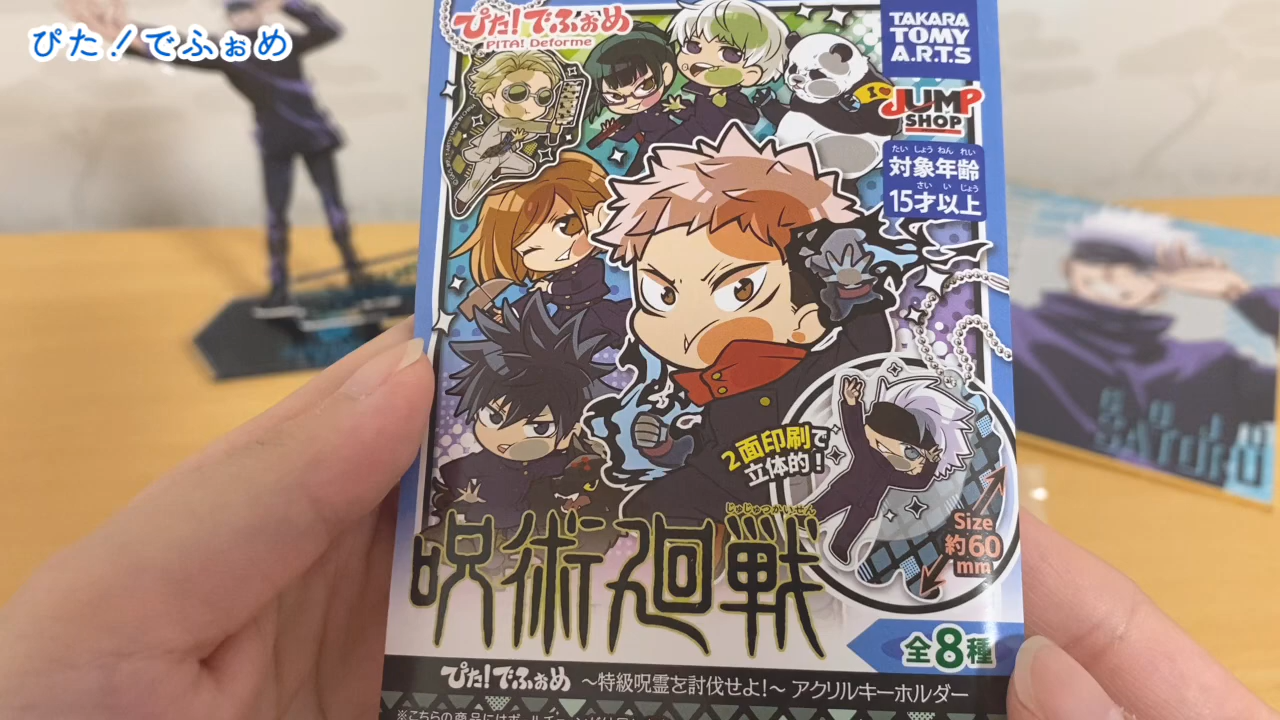 ぴた！でふぉめ
ぴた!でふぉめ
PITA! Deforme
TAKARA
TOMY
A.R.T.S
JUMP
SHOP
たいしょうねんれい
対象年齢
さいいじょう
15才以上
I
2面印刷で
立体的!
Size
約60
mm
じゅじゅつかいせん
呪術廻戦
全8種
ぴた!でふぉめ ～特級呪霊を討伐せよ!～ アクリルキーホルダー
SATORU